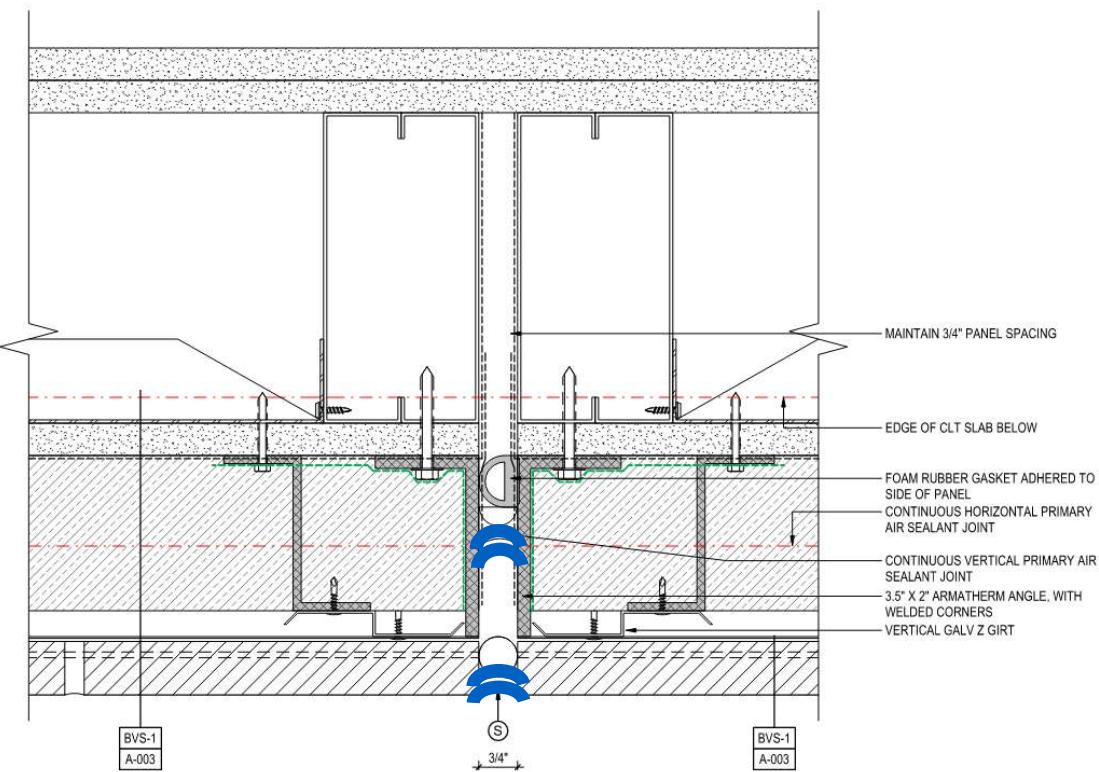 MAINTAIN 3/4" PANEL SPACING
EDGE OF CLT SLAB BELOW
FOAM RUBBER GASKET ADHERED TO
SIDE OF PANEL
CONTINUOUS HORIZONTAL PRIMARY
AIR SEALANT JOINT
CONTINUOUS VERTICAL PRIMARY AIR
SEALANT JOINT
3.5" X 2" ARMATHERM ANGLE, WITH
WELDED CORNERS
VERTICAL GALV Z GIRT
BVS-1
A-003
S
3/4"
BVS-1
A-003